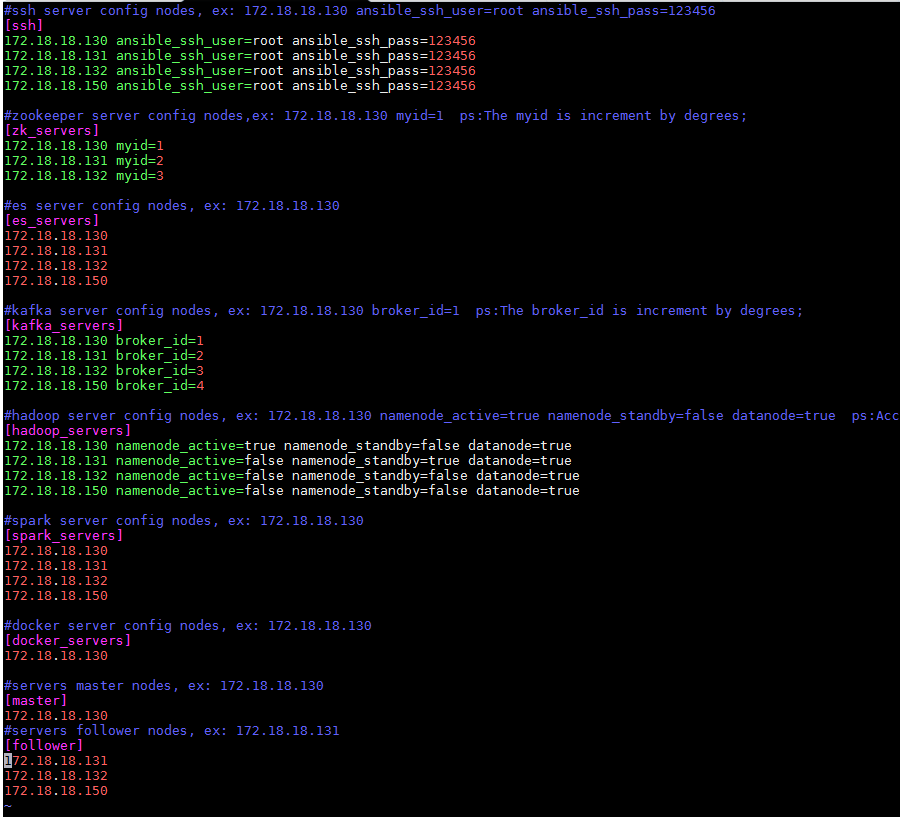 #ssh server config nodes, ex: 172.18.18.130 ansible_ssh_user=root ansible_ssh_pass=123456
[ssh]
172.18.18.130 ansible_ssh_user=root ansible_ssh_pass=123456
172.18.18.131 ansible_ssh_user=root ansible_ssh_pass=123456
172.18.18.132 ansible_ssh_user=root ansible_ssh_pass=123456
172.18.18.150 ansible_ssh_user=root ansible_ssh_pass=123456
#zookeeper server config nodes,ex: 172.18.18.130 myid=1  ps:The myid is increment by degrees;
[zk_servers]
172.18.18.130 myid=1
172.18.18.131 myid=2
172.18.18.132 myid=3
#es server config nodes, ex: 172.18.18.130
[es_servers]
172.18.18.130
172.18.18.131
172.18.18.132
172.18.18.150
#kafka server config nodes, ex: 172.18.18.130 broker_id=1  ps:The broker_id is increment by degrees;
[kafka_servers]
172.18.18.130 broker_id=1
172.18.18.131 broker_id=2
172.18.18.132 broker_id=3
172.18.18.150 broker_id=4
#hadoop server config nodes, ex: 172.18.18.130 namenode_active=true namenode_standby=false datanode=true  ps:Acc
[hadoop_servers]
172.18.18.130 namenode_active=true namenode_standby=false datanode=true
172.18.18.131 namenode_active=false namenode_standby=true datanode=true
172.18.18.132 namenode_active=false namenode_standby=false datanode=true
172.18.18.150 namenode_active=false namenode_standby=false datanode=true
#spark server config nodes, ex: 172.18.18.130
[spark_servers]
172.18.18.130
172.18.18.131
172.18.18.132
172.18.18.150
#docker server config nodes, ex: 172.18.18.130
[docker_servers]
172.18.18.130
#servers master nodes, ex: 172.18.18.130
[master]
172.18.18.130
#servers follower nodes, ex: 172.18.18.131
[follower]
172.18.18.131
172.18.18.132
172.18.18.150
~